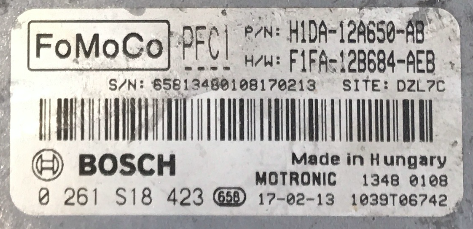 FoMoCo PFC1 P/N: H1DA-12A650-AB
H/W: F1FA-12B684-AEB
S/N: 65813480108170213 SITE: DZL7C
BOSCH Made in Hungary
MOTRONIC 1348 0108
0 261 S18 423 658 17-02-13 1039T06742